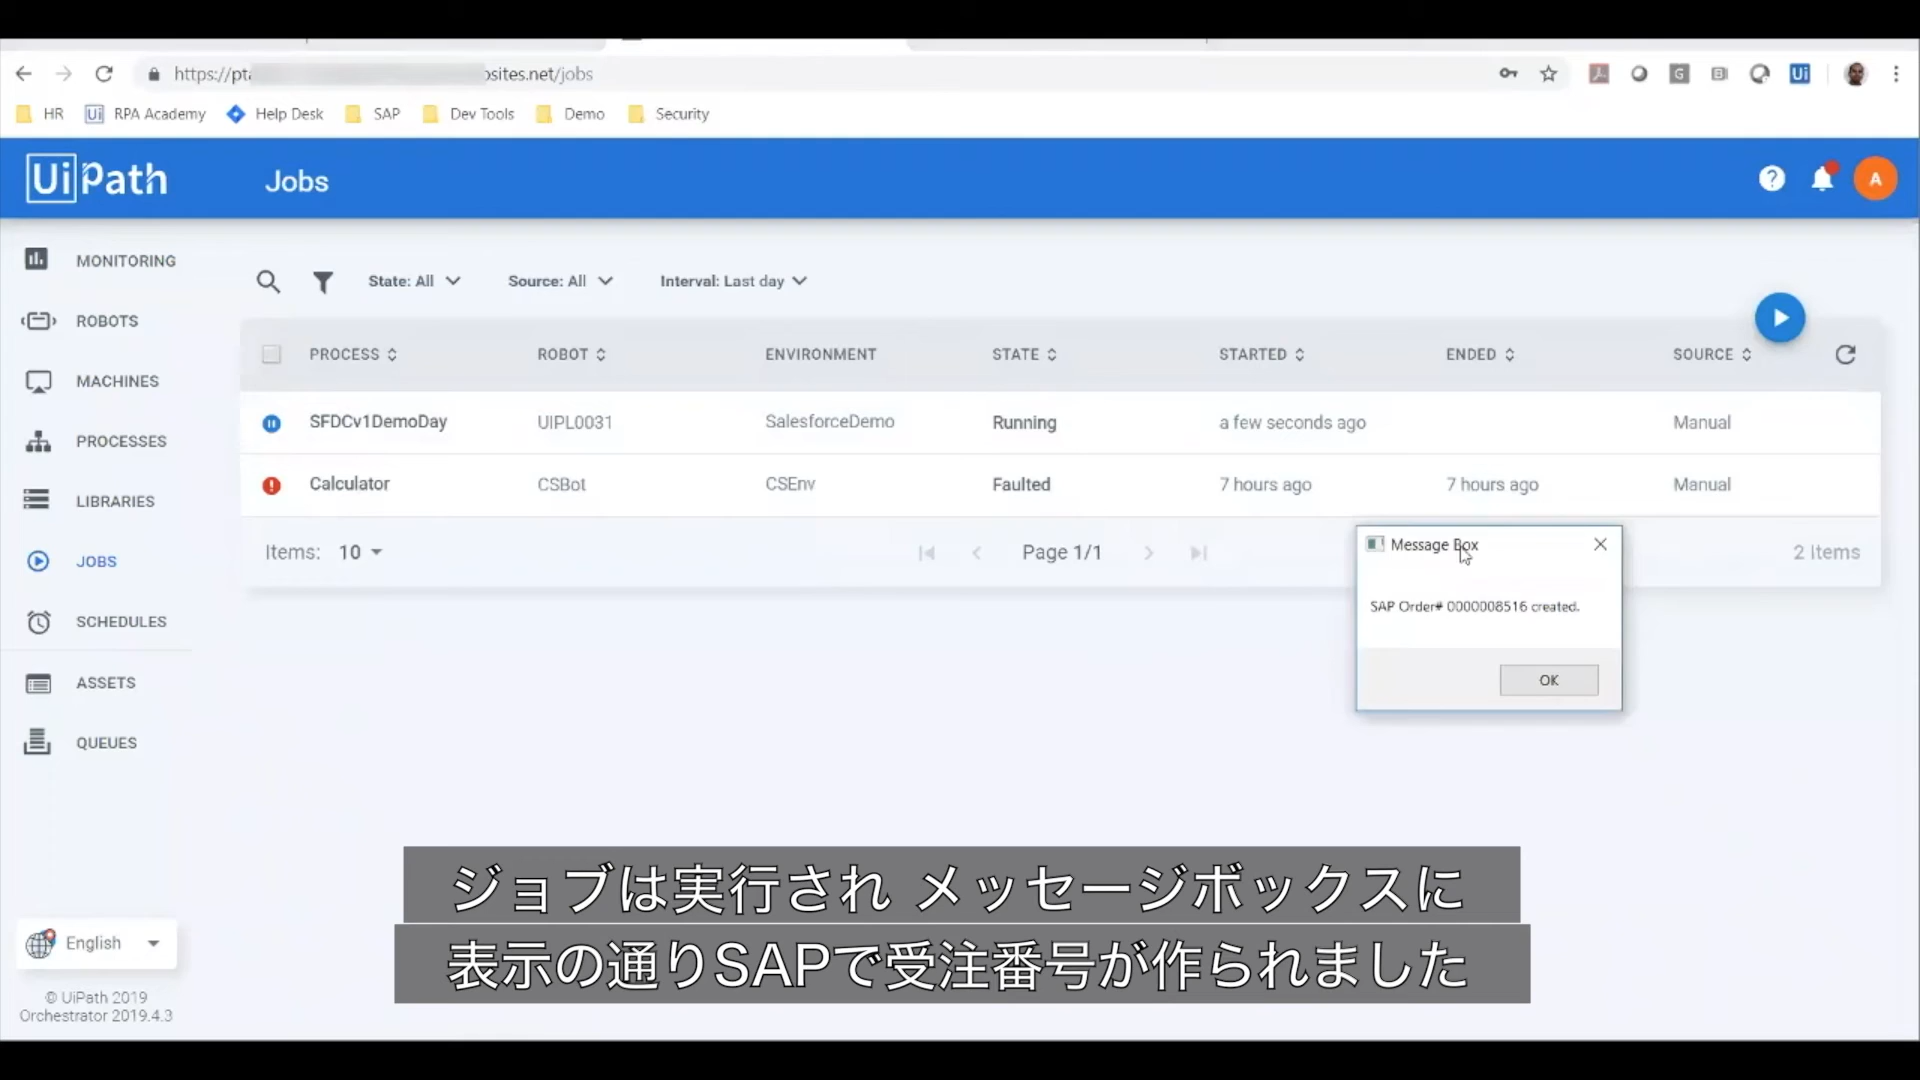 https://pta
osites.net/jobs
HR
RPA Academy
Help Desk
SAP
Dev Tools
Demo
Security
UiPath
Jobs
A
MONITORING
ROBOTS
MACHINES
PROCESSES
LIBRARIES
JOBS
SCHEDULES
ASSETS
QUEUES
State: All
Source: All
Interval: Last day
PROCESS ROBOT ENVIRONMENT STATE STARTED ENDED SOURCE
SFDCv1DemoDay UIPL0031 SalesforceDemo Running a few seconds ago Manual
Calculator CSBot CSEnv Faulted 7 hours ago 7 hours ago Manual
Items: 10 Page 1/1 2 Items
Message Box
SAP Order# 0000008516 created.
OK
English
© UiPath 2019
Orchestrator 2019.4.3
ジョブは実行され メッセージボックスに
表示の通りSAPで受注番号が作られました